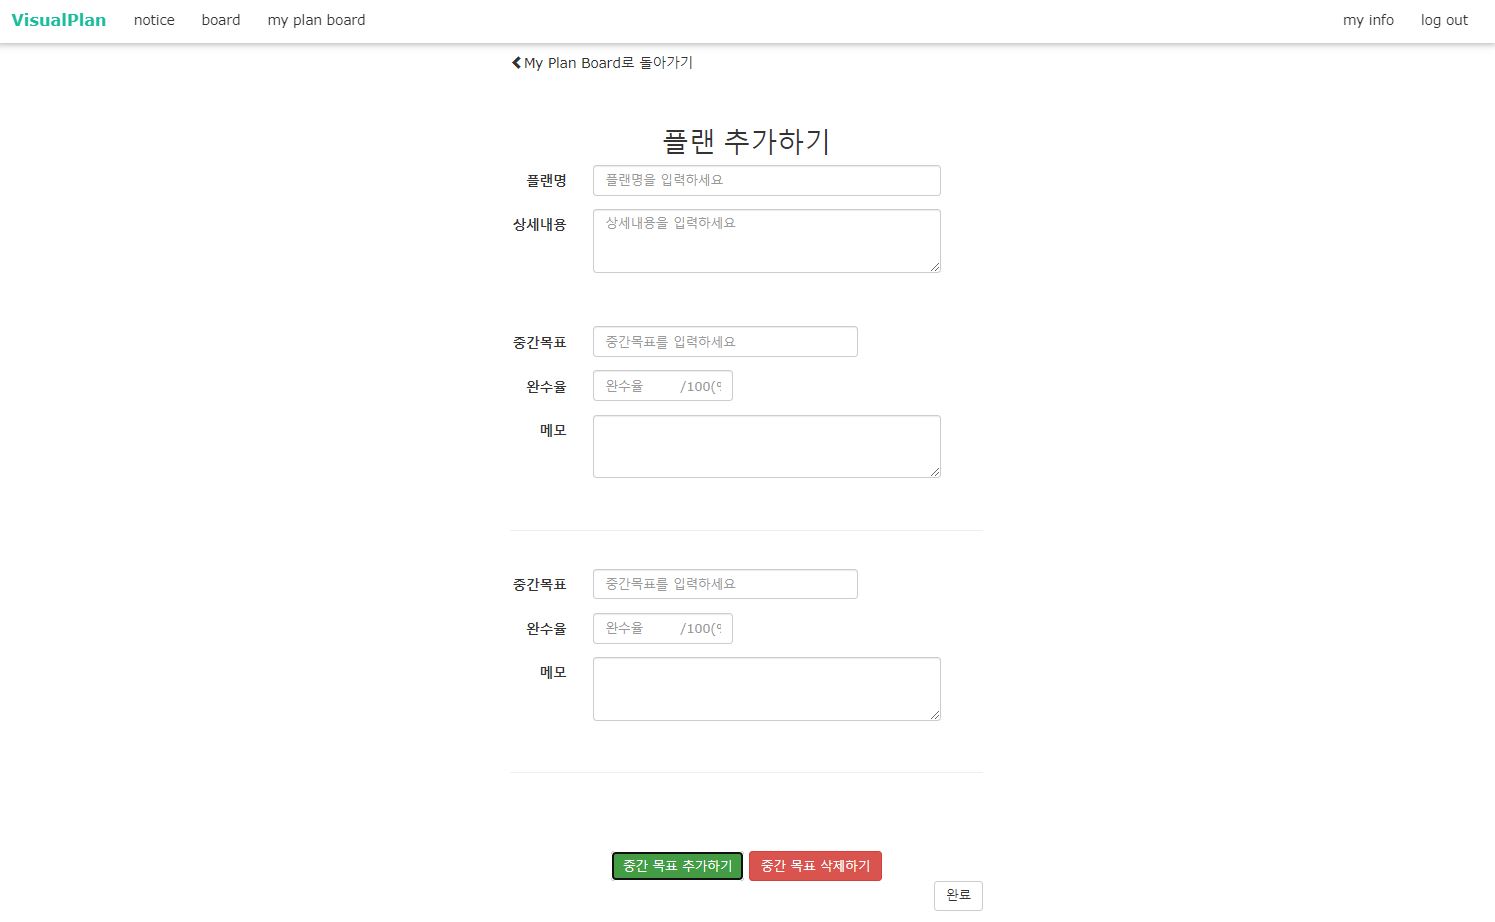 VisualPlan notice board my plan board my info log out
My Plan Board로 돌아가기
플랜 추가하기
플랜명 플랜명을 입력하세요
상세내용 상세내용을 입력하세요
중간목표 중간목표를 입력하세요
완수율 완수율 /100(
메모
중간목표 중간목표를 입력하세요
완수율 완수율 /100(
메모
중간 목표 추가하기 중간 목표 삭제하기
완료